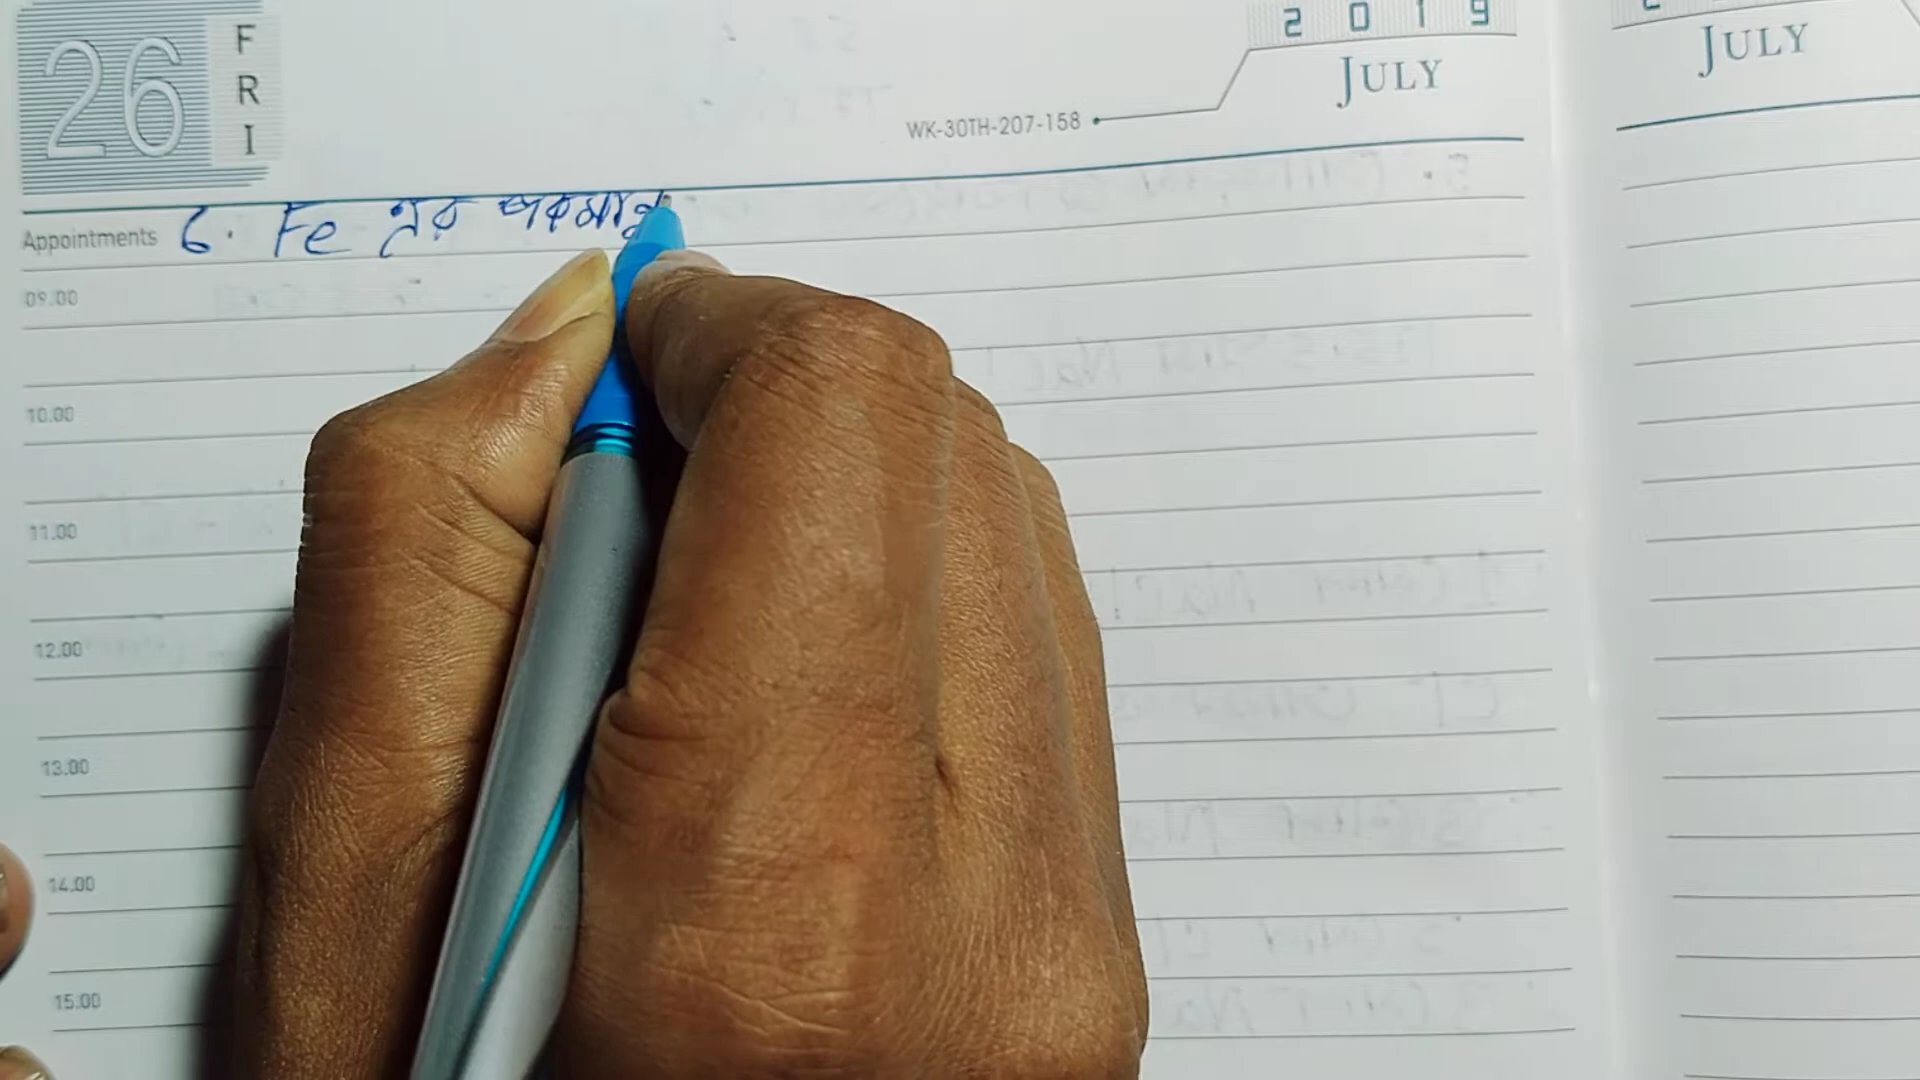 26
FRI
2019
JULY
WK-30TH-207-158
JULY
Appointments 6. Fe এর
09.00
10.00
11.00
12.00
13.00
14.00
15.00